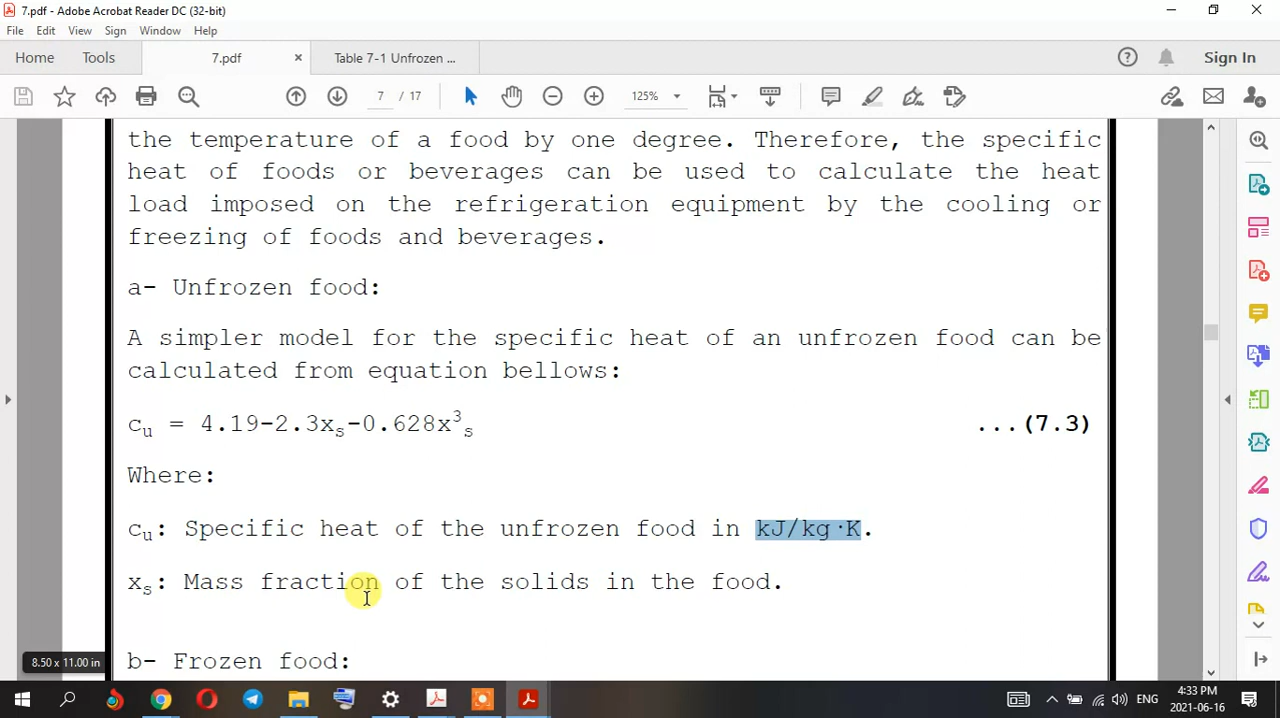 7.pdf - Adobe Acrobat Reader DC (32-bit)
File Edit View Sign Window Help
Home Tools 7.pdf × Table 7-1 Unfrozen ... Sign In
7 / 17 125%
the temperature of a food by one degree. Therefore, the specific
heat of foods or beverages can be used to calculate the heat
load imposed on the refrigeration equipment by the cooling or
freezing of foods and beverages.
a- Unfrozen food:
A simpler model for the specific heat of an unfrozen food can be
calculated from equation bellows:
cᵤ = 4.19-2.3xₛ-0.628x³ₛ ...(7.3)
Where:
cᵤ: Specific heat of the unfrozen food in kJ/kg·K.
xₛ: Mass fraction of the solids in the food.
b- Frozen food:
8.50 x 11.00 in
ENG 4:33 PM
2021-06-16